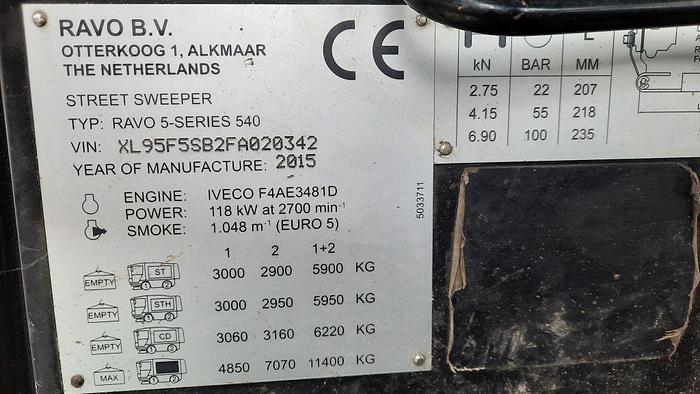 RAVO B.V.
OTTERKOOG 1, ALKMAAR
THE NETHERLANDS
CE
STREET SWEEPER
TYP: RAVO 5-SERIES 540
VIN: XL95F5SB2FA020342
YEAR OF MANUFACTURE: 2015
ENGINE: IVECO F4AE3481D
POWER: 118 kW at 2700 min⁻¹
SMOKE: 1.048 m⁻¹ (EURO 5)
1 2 1+2
EMPTY ST 3000 2900 5900 KG
EMPTY STH 3000 2950 5950 KG
EMPTY CD 3060 3160 6220 KG
MAX 4850 7070 11400 KG
5033711
kN BAR MM
2.75 22 207
4.15 55 218
6.90 100 235
L